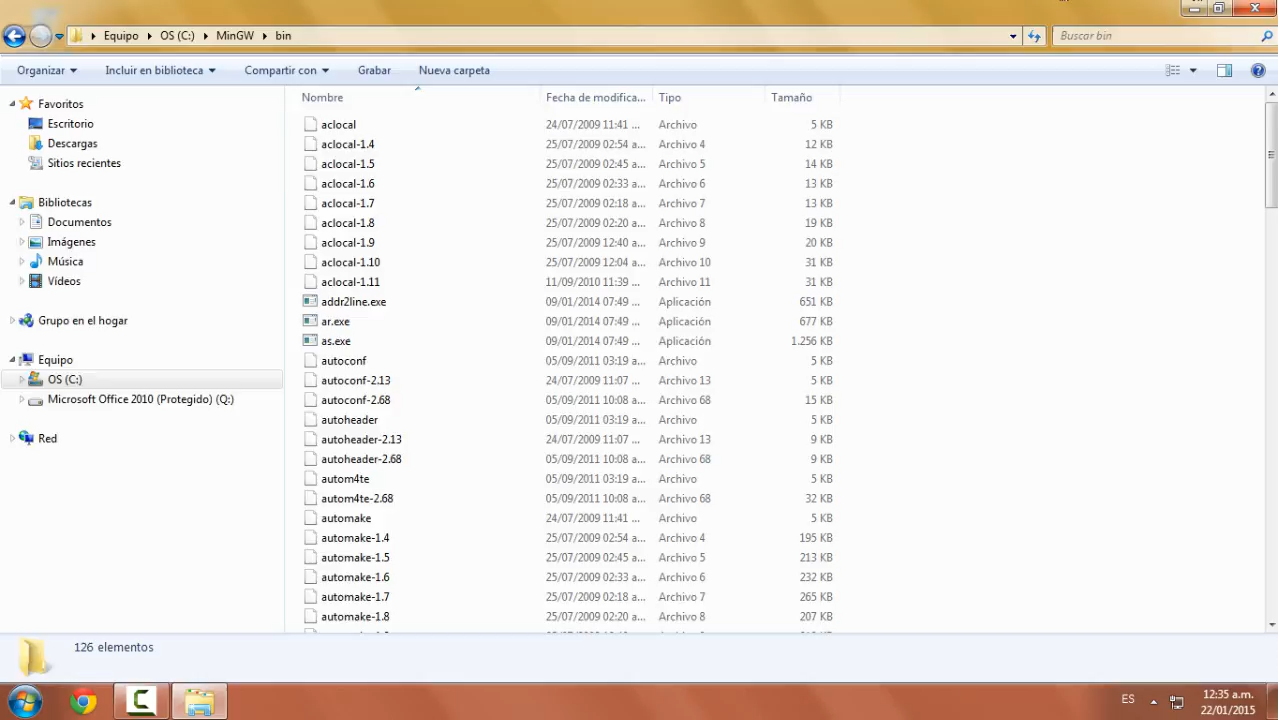 Equipo OS (C:) MinGW bin Buscar bin
Organizar Incluir en biblioteca Compartir con Grabar Nueva carpeta
Favoritos
Escritorio
Descargas
Sitios recientes
Bibliotecas
Documentos
Imágenes
Música
Vídeos
Grupo en el hogar
Equipo
OS (C:)
Microsoft Office 2010 (Protegido) (Q:)
Red
Nombre Fecha de modifica... Tipo Tamaño
aclocal 24/07/2009 11:41 ... Archivo 5 KB
aclocal-1.4 25/07/2009 02:54 a... Archivo 4 12 KB
aclocal-1.5 25/07/2009 02:45 a... Archivo 5 14 KB
aclocal-1.6 25/07/2009 02:33 a... Archivo 6 13 KB
aclocal-1.7 25/07/2009 02:18 a... Archivo 7 13 KB
aclocal-1.8 25/07/2009 02:20 a... Archivo 8 19 KB
aclocal-1.9 25/07/2009 12:40 a... Archivo 9 20 KB
aclocal-1.10 25/07/2009 12:04 a... Archivo 10 31 KB
aclocal-1.11 11/09/2010 11:39 ... Archivo 11 31 KB
addr2line.exe 09/01/2014 07:49 ... Aplicación 651 KB
ar.exe 09/01/2014 07:49 ... Aplicación 677 KB
as.exe 09/01/2014 07:49 ... Aplicación 1.256 KB
autoconf 05/09/2011 03:19 a... Archivo 5 KB
autoconf-2.13 24/07/2009 11:07 ... Archivo 13 5 KB
autoconf-2.68 05/09/2011 10:08 a... Archivo 68 15 KB
autoheader 05/09/2011 03:19 a... Archivo 5 KB
autoheader-2.13 24/07/2009 11:07 ... Archivo 13 9 KB
autoheader-2.68 05/09/2011 10:08 a... Archivo 68 9 KB
autom4te 05/09/2011 03:19 a... Archivo 5 KB
autom4te-2.68 05/09/2011 10:08 a... Archivo 68 32 KB
automake 24/07/2009 11:41 ... Archivo 5 KB
automake-1.4 25/07/2009 02:54 a... Archivo 4 195 KB
automake-1.5 25/07/2009 02:45 a... Archivo 5 213 KB
automake-1.6 25/07/2009 02:33 a... Archivo 6 232 KB
automake-1.7 25/07/2009 02:18 a... Archivo 7 265 KB
automake-1.8 25/07/2009 02:20 a... Archivo 8 207 KB
126 elementos
ES 12:35 a.m.
22/01/2015